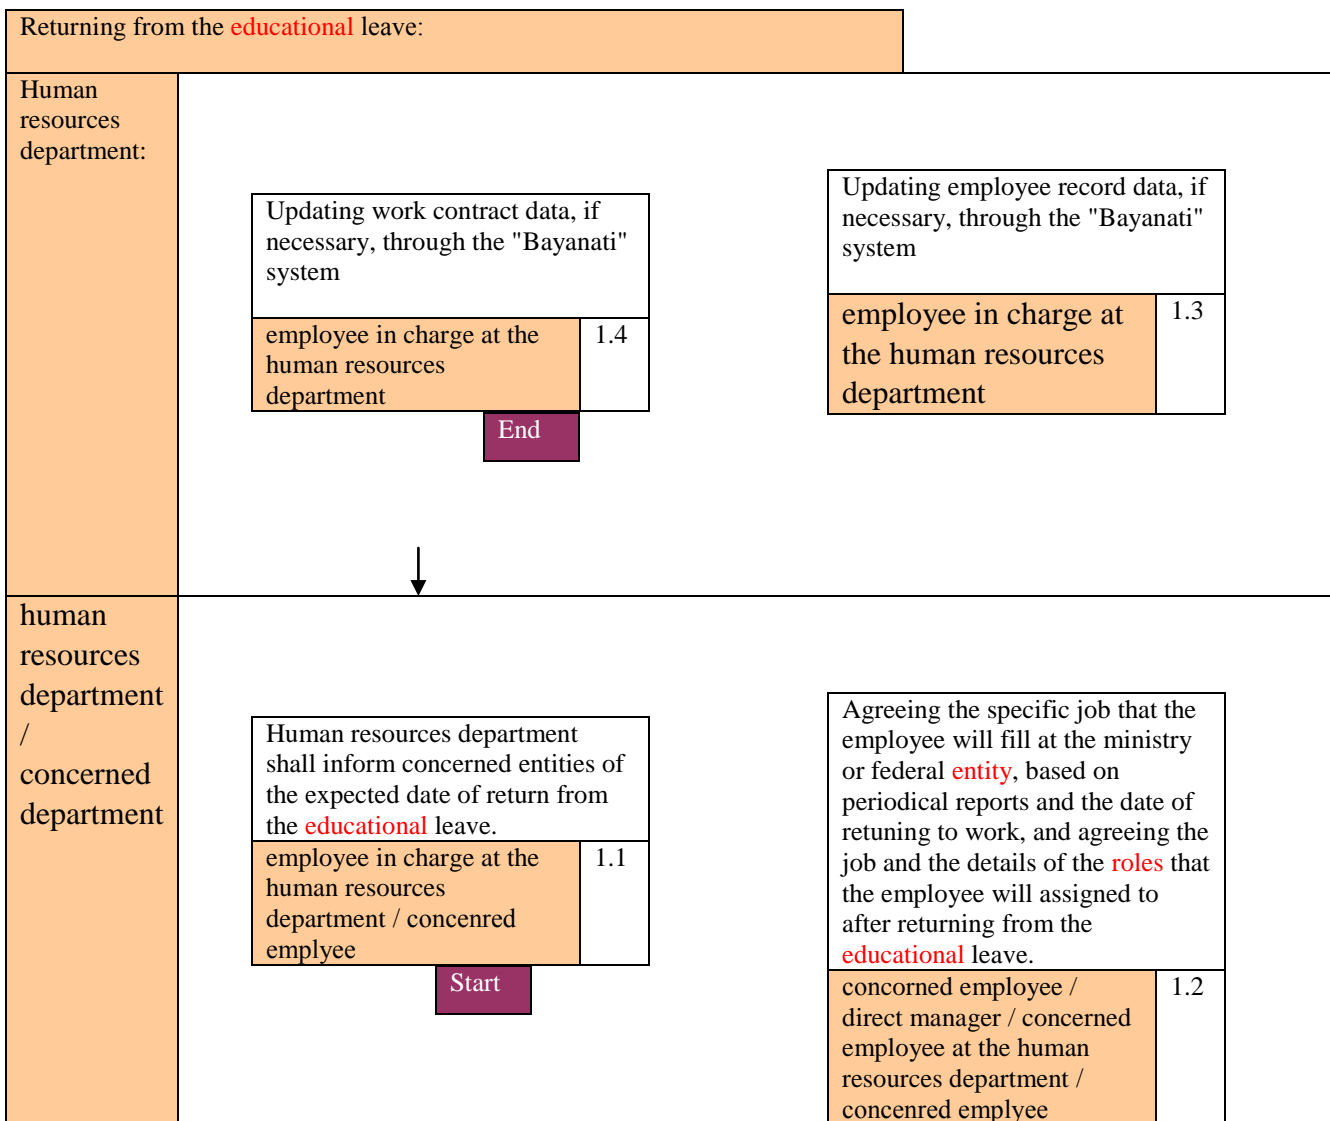 Returning from the educational leave:
Human
resources
department:
Updating work contract data, if
necessary, through the "Bayanati"
system
employee in charge at the
human resources
department
1.4
End
Updating employee record data, if
necessary, through the "Bayanati"
system
employee in charge at
the human resources
department
1.3
human
resources
department
/
concerned
department
Human resources department
shall inform concerned entities of
the expected date of return from
the educational leave.
employee in charge at the
human resources
department / concenred
emplyee
1.1
Start
Agreeing the specific job that the
employee will fill at the ministry
or federal entity, based on
periodical reports and the date of
retuning to work, and agreeing the
job and the details of the roles that
the employee will assigned to
after returning from the
educational leave.
concorned employee /
direct manager / concerned
employee at the human
resources department /
concenred emplyee
1.2